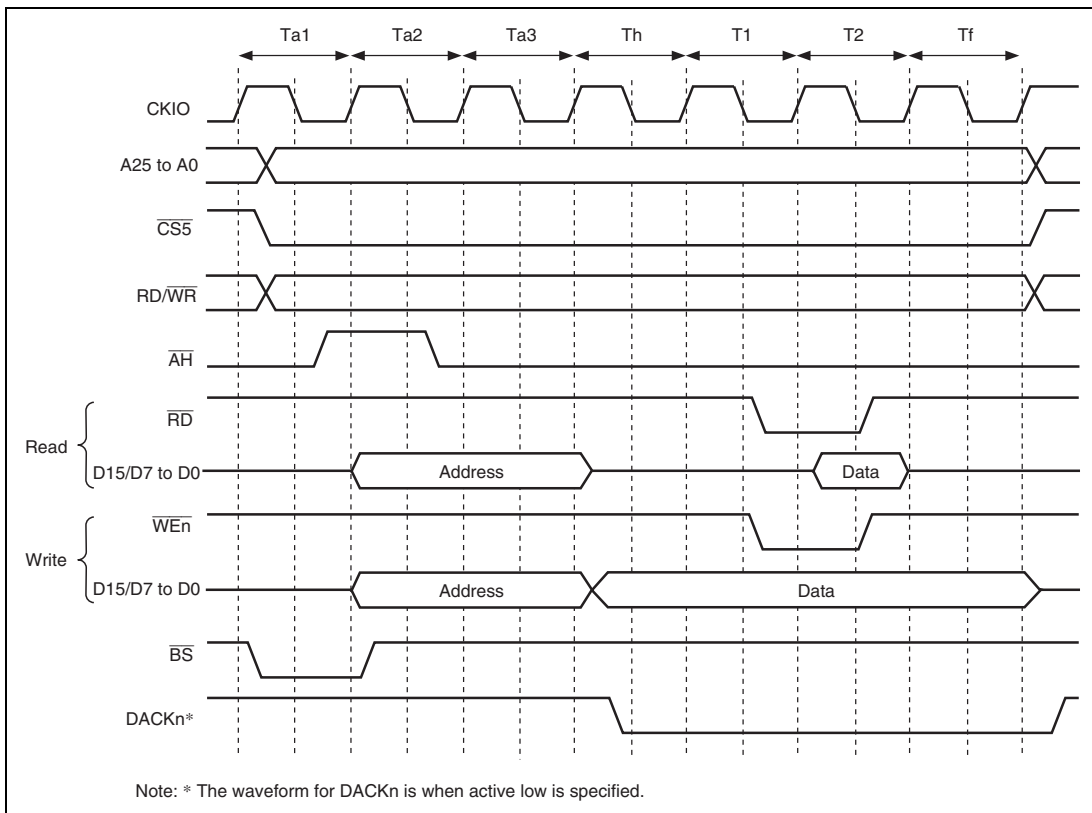 Ta1 Ta2 Ta3 Th T1 T2 Tf
CKIO
A25 to A0
CS5
RD/WR
AH
RD
Read
D15/D7 to D0 Address Data
WEn
Write
D15/D7 to D0 Address Data
BS
DACKn*
Note: * The waveform for DACKn is when active low is specified.